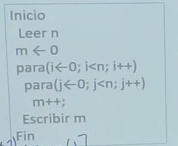 Inicio
Leer n
m ← 0
para(i←0; i<n; i++)
para(j←0; j<n; j++)
m++;
Escribir m
Fin